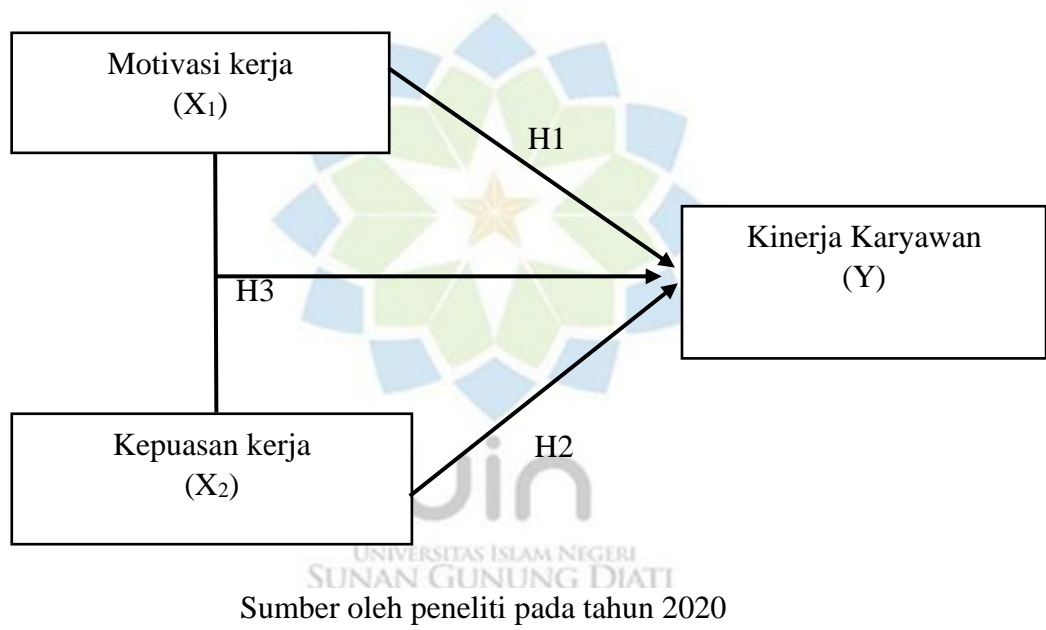 Motivasi kerja
(X₁)
H1
Kinerja Karyawan
(Y)
H3
Kepuasan kerja
(X₂)
H2
uin
UNIVERSITAS ISLAM NEGERI
SUNAN GUNUNG DJATI
Sumber oleh peneliti pada tahun 2020